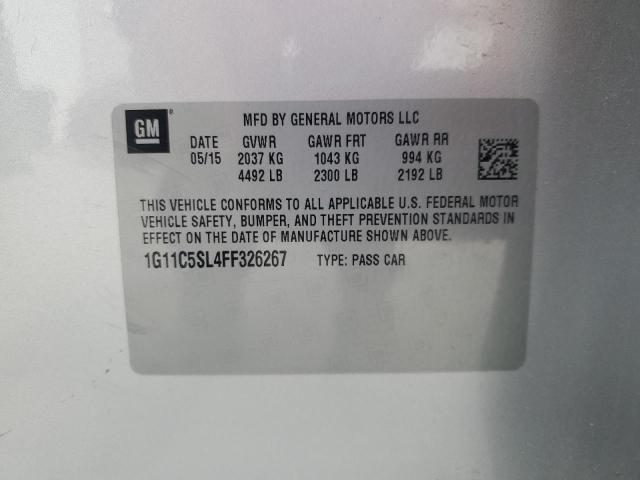 GM ® MFD BY GENERAL MOTORS LLC
DATE GVWR GAWR FRT GAWR RR
05/15 2037 KG 1043 KG 994 KG
4492 LB 2300 LB 2192 LB
THIS VEHICLE CONFORMS TO ALL APPLICABLE U.S. FEDERAL MOTOR
VEHICLE SAFETY, BUMPER, AND THEFT PREVENTION STANDARDS IN
EFFECT ON THE DATE OF MANUFACTURE SHOWN ABOVE.
1G11C5SL4FF326267 TYPE: PASS CAR